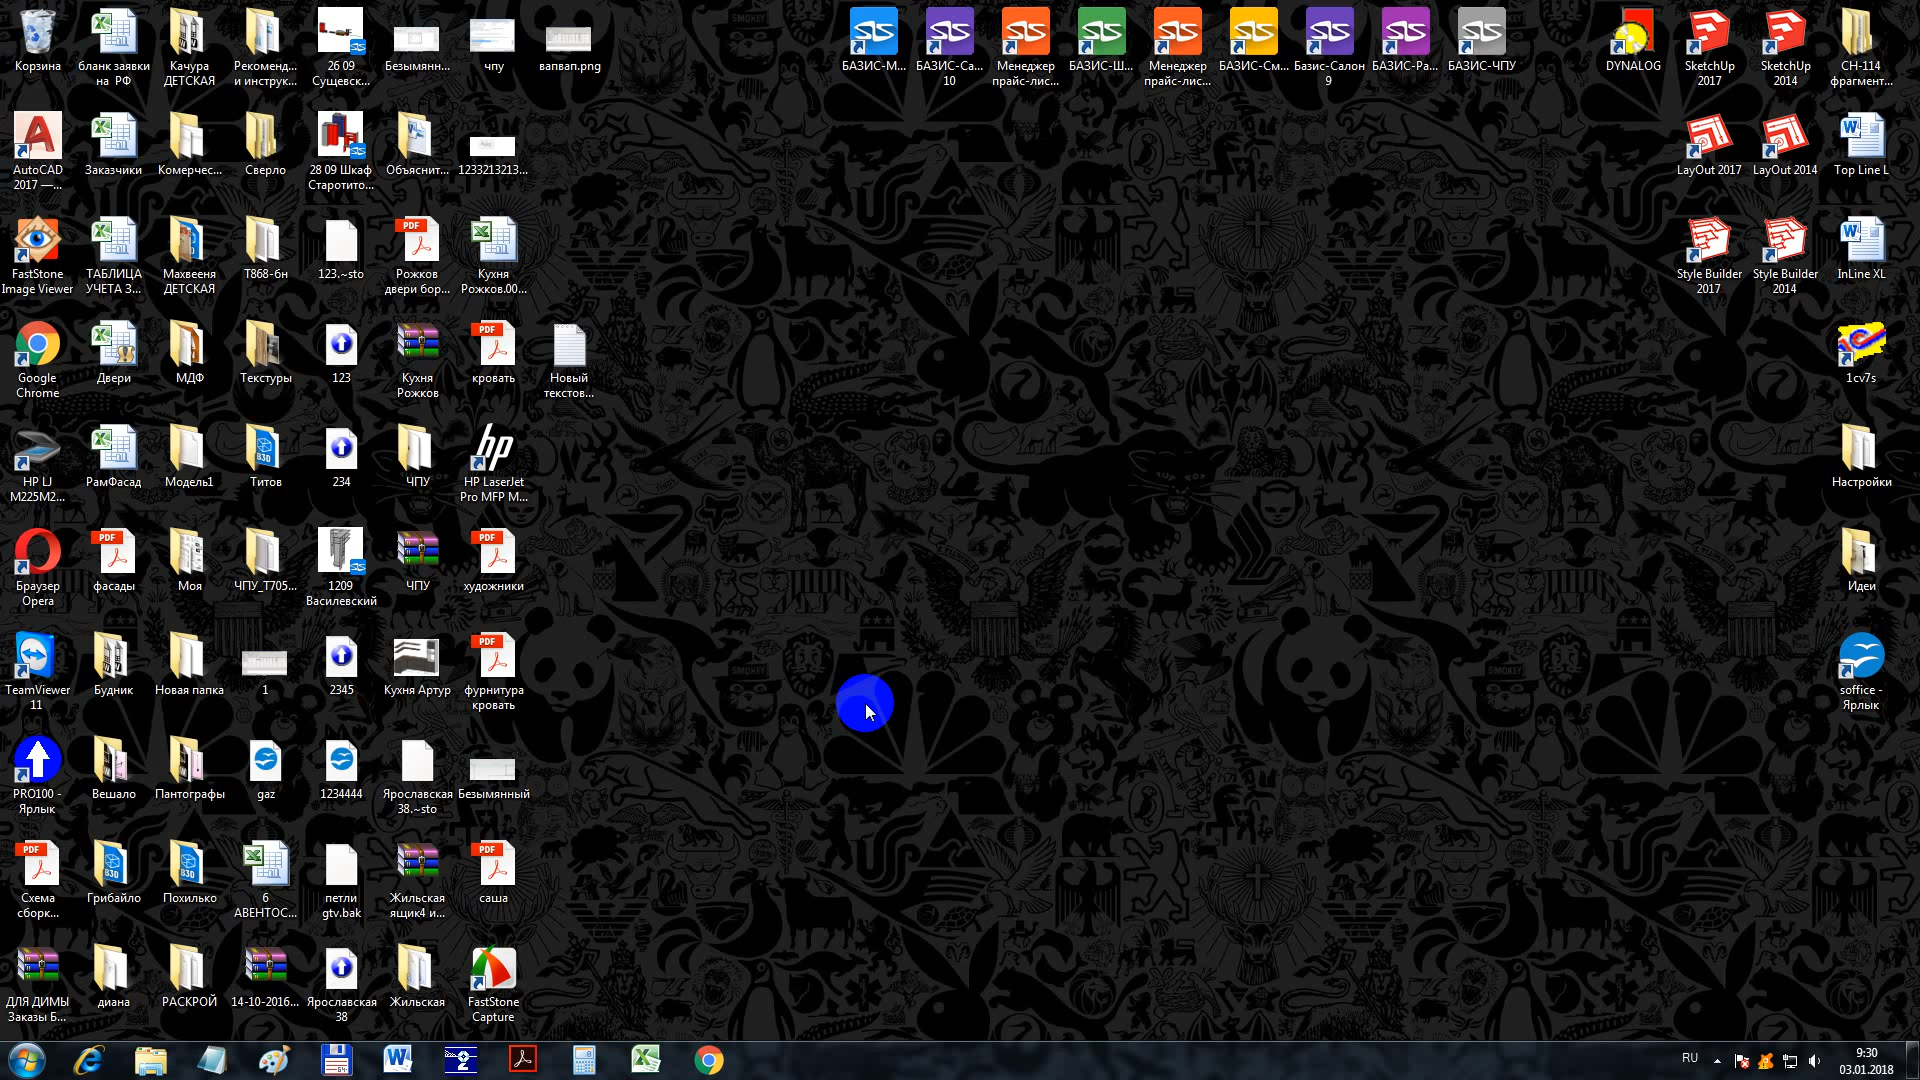 Корзина
бланк заявки
на РФ
Качура
ДЕТСКАЯ
Рекоменд...
и инструк...
26 09
Сущевск...
Безымянн...
чпу
вапвап.png
БАЗИС-М...
БАЗИС-Са...
10
Менеджер
прайс-лис...
БАЗИС-Ш...
Менеджер
прайс-лис...
БАЗИС-См...
Базис-Салон
9
БАЗИС-Ра...
БАЗИС-ЧПУ
DYNALOG
SketchUp
2017
SketchUp
2014
СН-114
фрагмент...
AutoCAD
2017 —...
Заказчики
Комерчес...
Сверло
28 09 Шкаф
Старотито...
Объяснит...
1233213213...
LayOut 2017
LayOut 2014
Top Line L
FastStone
Image Viewer
ТАБЛИЦА
УЧЕТА З...
Махвееня
ДЕТСКАЯ
Т868-бн
123.~sto
Рожков
двери бор...
Кухня
Рожков.00...
Style Builder
2017
Style Builder
2014
InLine XL
Google
Chrome
Двери
МДФ
Текстуры
123
Кухня
Рожков
кровать
Новый
текстов...
1cv7s
HP LJ
M225M2...
РамФасад
Модель1
Титов
234
ЧПУ
HP LaserJet
Pro MFP M...
Настройки
Браузер
Opera
фасады
Моя
ЧПУ_Т705...
1209
Василевский
ЧПУ
художники
Идеи
TeamViewer
11
Будник
Новая папка
1
2345
Кухня Артур
фурнитура
кровать
soffice -
Ярлык
PRO100 -
Ярлык
Вешало
Пантографы
gaz
1234444
Ярославская
38.~sto
Безымянный
Схема
сборк...
Грибайло
Похилько
6
АВЕНТОС...
петли
gtv.bak
Жильская
ящик4 и...
саша
ДЛЯ ДИМЫ
Заказы Б...
диана
РАСКРОЙ
14-10-2016...
Ярославская
38
Жильская
FastStone
Capture
RU
9:30
03.01.2018